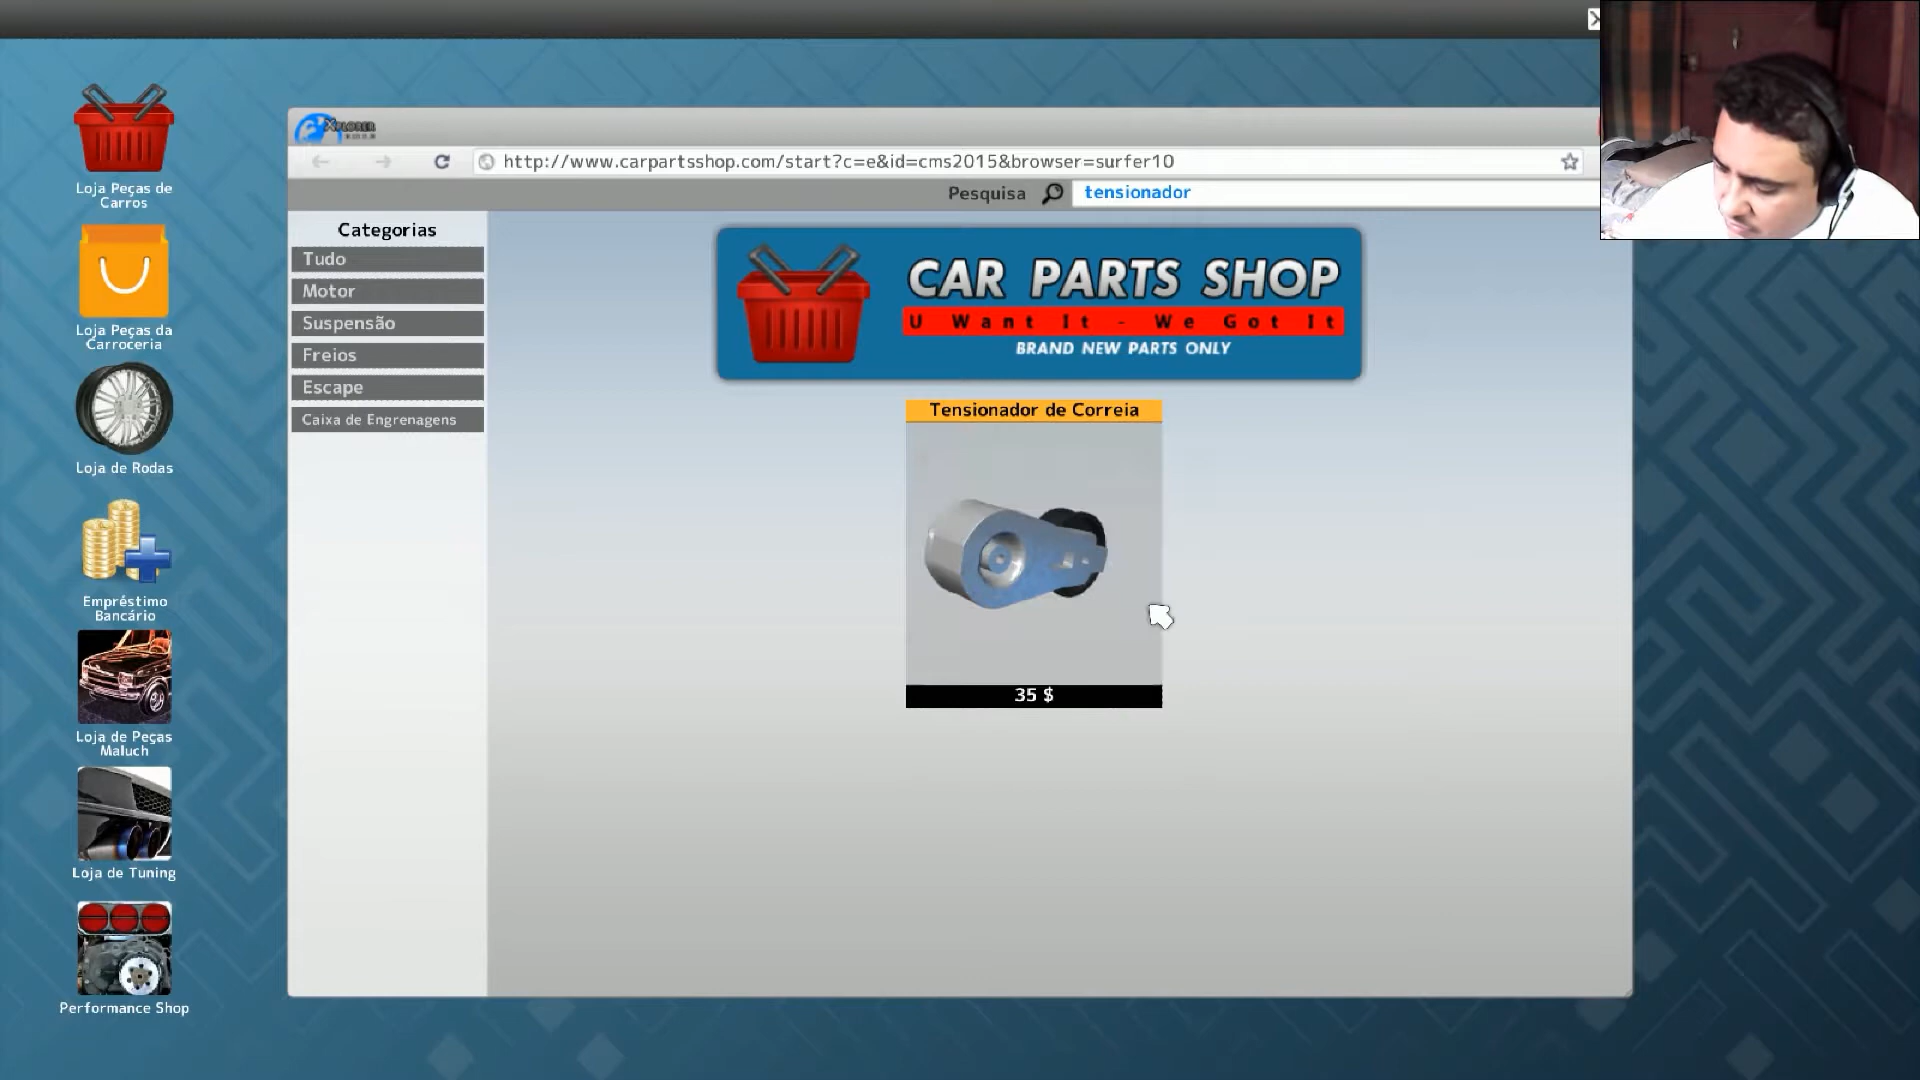 Loja Peças de
Carros
Loja Peças da
Carroceria
Loja de Rodas
Empréstimo
Bancário
Loja de Peças
Maluch
Loja de Tuning
Performance Shop
http://www.carpartsshop.com/start?c=e&id=cms2015&browser=surfer10
Pesquisa tensionador
Categorias
Tudo
Motor
Suspensão
Freios
Escape
Caixa de Engrenagens
CAR PARTS SHOP
U Want It - We Got It
BRAND NEW PARTS ONLY
Tensionador de Correia
35 $